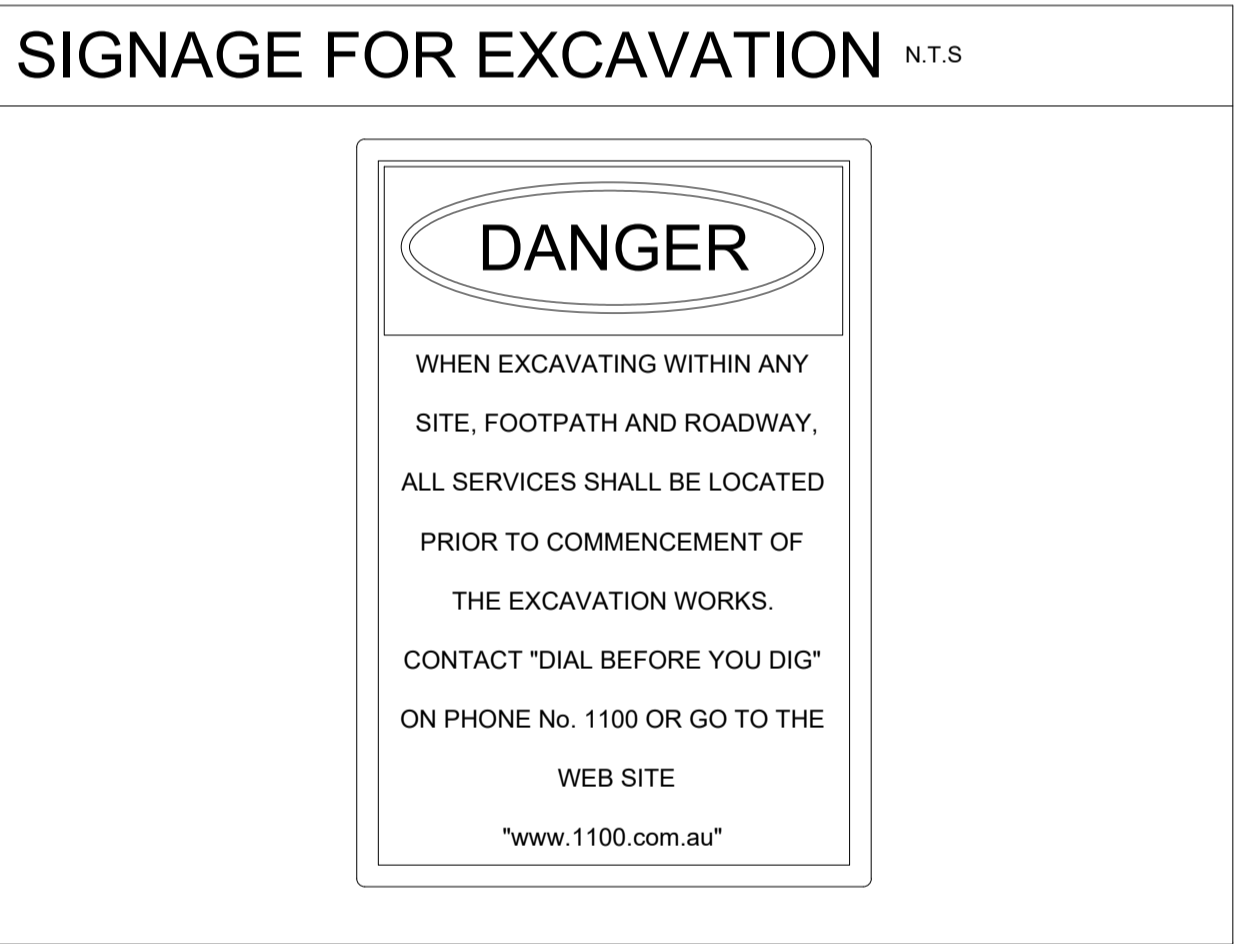 SIGNAGE FOR EXCAVATION N.T.S
DANGER
WHEN EXCAVATING WITHIN ANY
SITE, FOOTPATH AND ROADWAY,
ALL SERVICES SHALL BE LOCATED
PRIOR TO COMMENCEMENT OF
THE EXCAVATION WORKS.
CONTACT "DIAL BEFORE YOU DIG"
ON PHONE No. 1100 OR GO TO THE
WEB SITE
"www.1100.com.au"